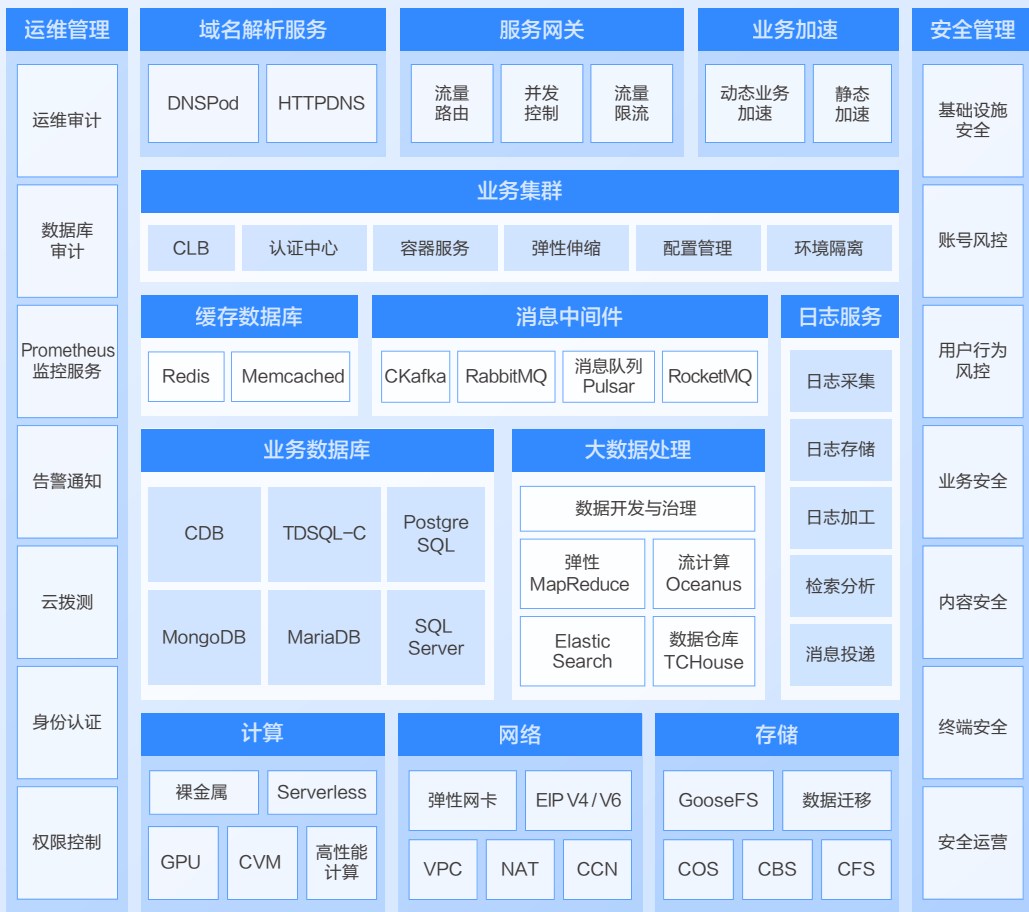 运维管理
运维审计
数据库
审计
Prometheus
监控服务
告警通知
云拨测
身份认证
权限控制
域名解析服务
DNSPod
HTTPDNS
服务网关
流量
路由
并发
控制
流量
限流
业务加速
动态业务
加速
静态
加速
业务集群
CLB
认证中心
容器服务
弹性伸缩
配置管理
环境隔离
缓存数据库
Redis
Memcached
消息中间件
CKafka
RabbitMQ
消息队列
Pulsar
RocketMQ
日志服务
日志采集
日志存储
日志加工
检索分析
消息投递
业务数据库
CDB
TDSQL-C
Postgre
SQL
MongoDB
MariaDB
SQL
Server
大数据处理
数据开发与治理
弹性
MapReduce
流计算
Oceanus
Elastic
Search
数据仓库
TCHouse
计算
裸金属
Serverless
GPU
CVM
高性能
计算
网络
弹性网卡
EIP V4 / V6
VPC
NAT
CCN
存储
GooseFS
数据迁移
COS
CBS
CFS
安全管理
基础设施
安全
账号风控
用户行为
风控
业务安全
内容安全
终端安全
安全运营